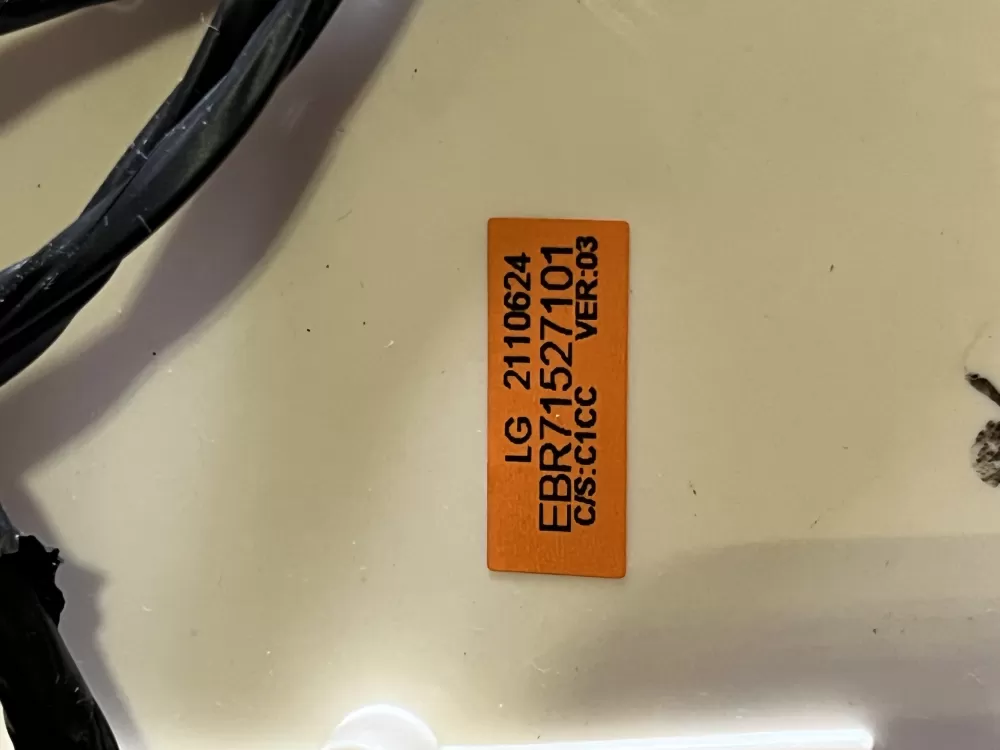 LG 2110624
EBR71527101
C/S:C1CC VER:03